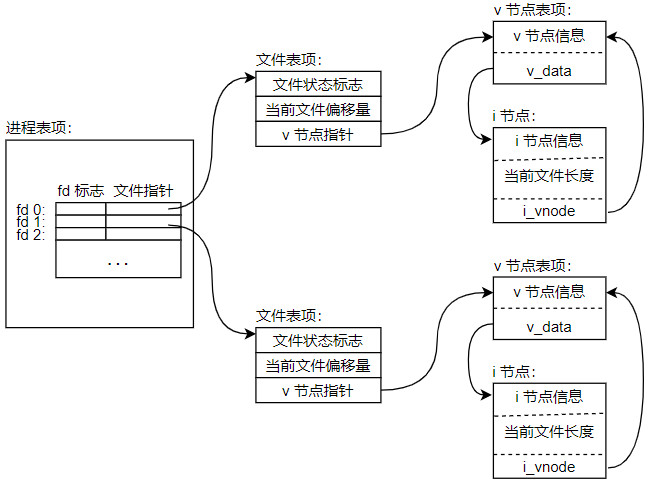 进程表项：
fd 标志 文件指针
fd 0:
fd 1:
fd 2:
...
文件表项：
文件状态标志
当前文件偏移量
v 节点指针
v 节点表项：
v 节点信息
v_data
i 节点：
i 节点信息
当前文件长度
i_vnode
文件表项：
文件状态标志
当前文件偏移量
v 节点指针
v 节点表项：
v 节点信息
v_data
i 节点：
i 节点信息
当前文件长度
i_vnode